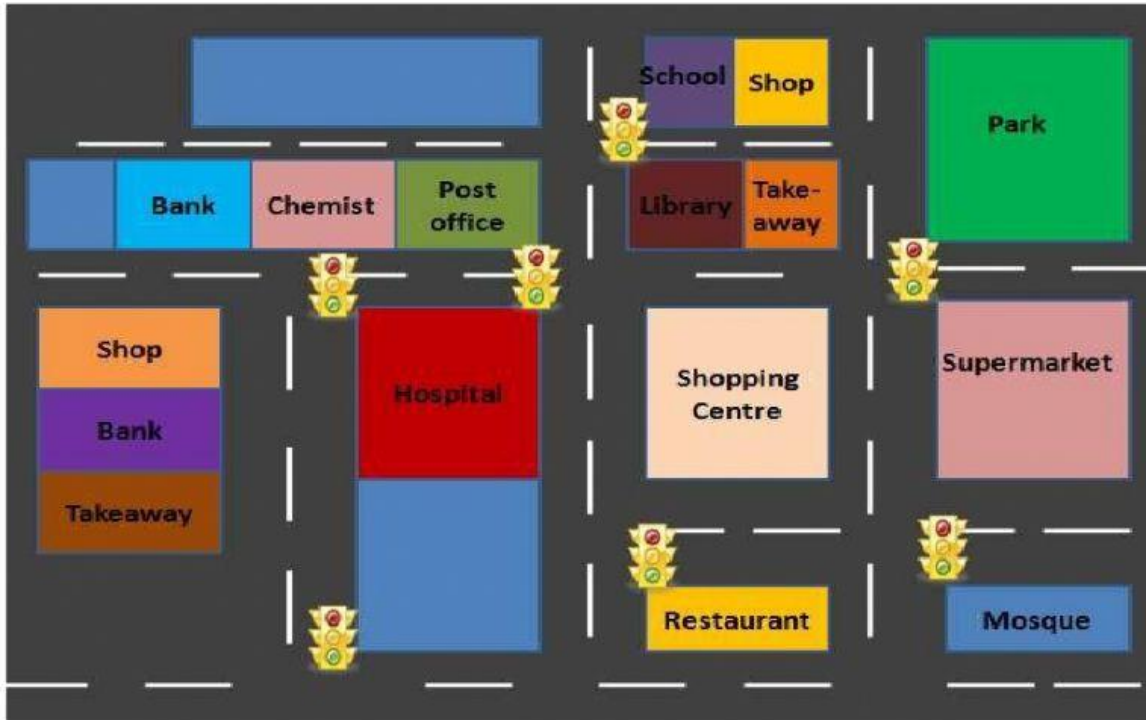 School
Shop
Park
Bank
Chemist
Post
office
Library
Take-
away
Shop
Bank
Takeaway
Hospital
Shopping
Centre
Supermarket
Restaurant
Mosque